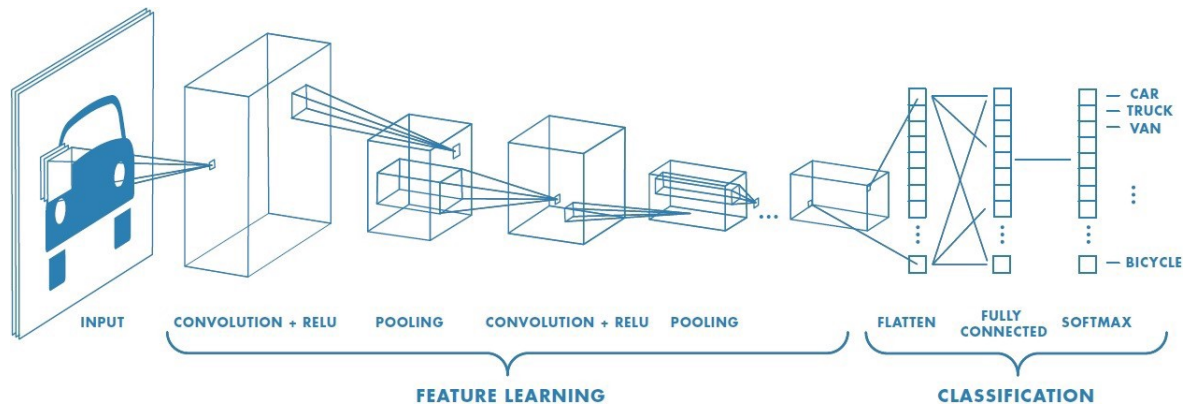 CAR
TRUCK
VAN
BICYCLE
INPUT
CONVOLUTION + RELU
POOLING
CONVOLUTION + RELU
POOLING
FLATTEN
FULLY
CONNECTED
SOFTMAX
FEATURE LEARNING
CLASSIFICATION